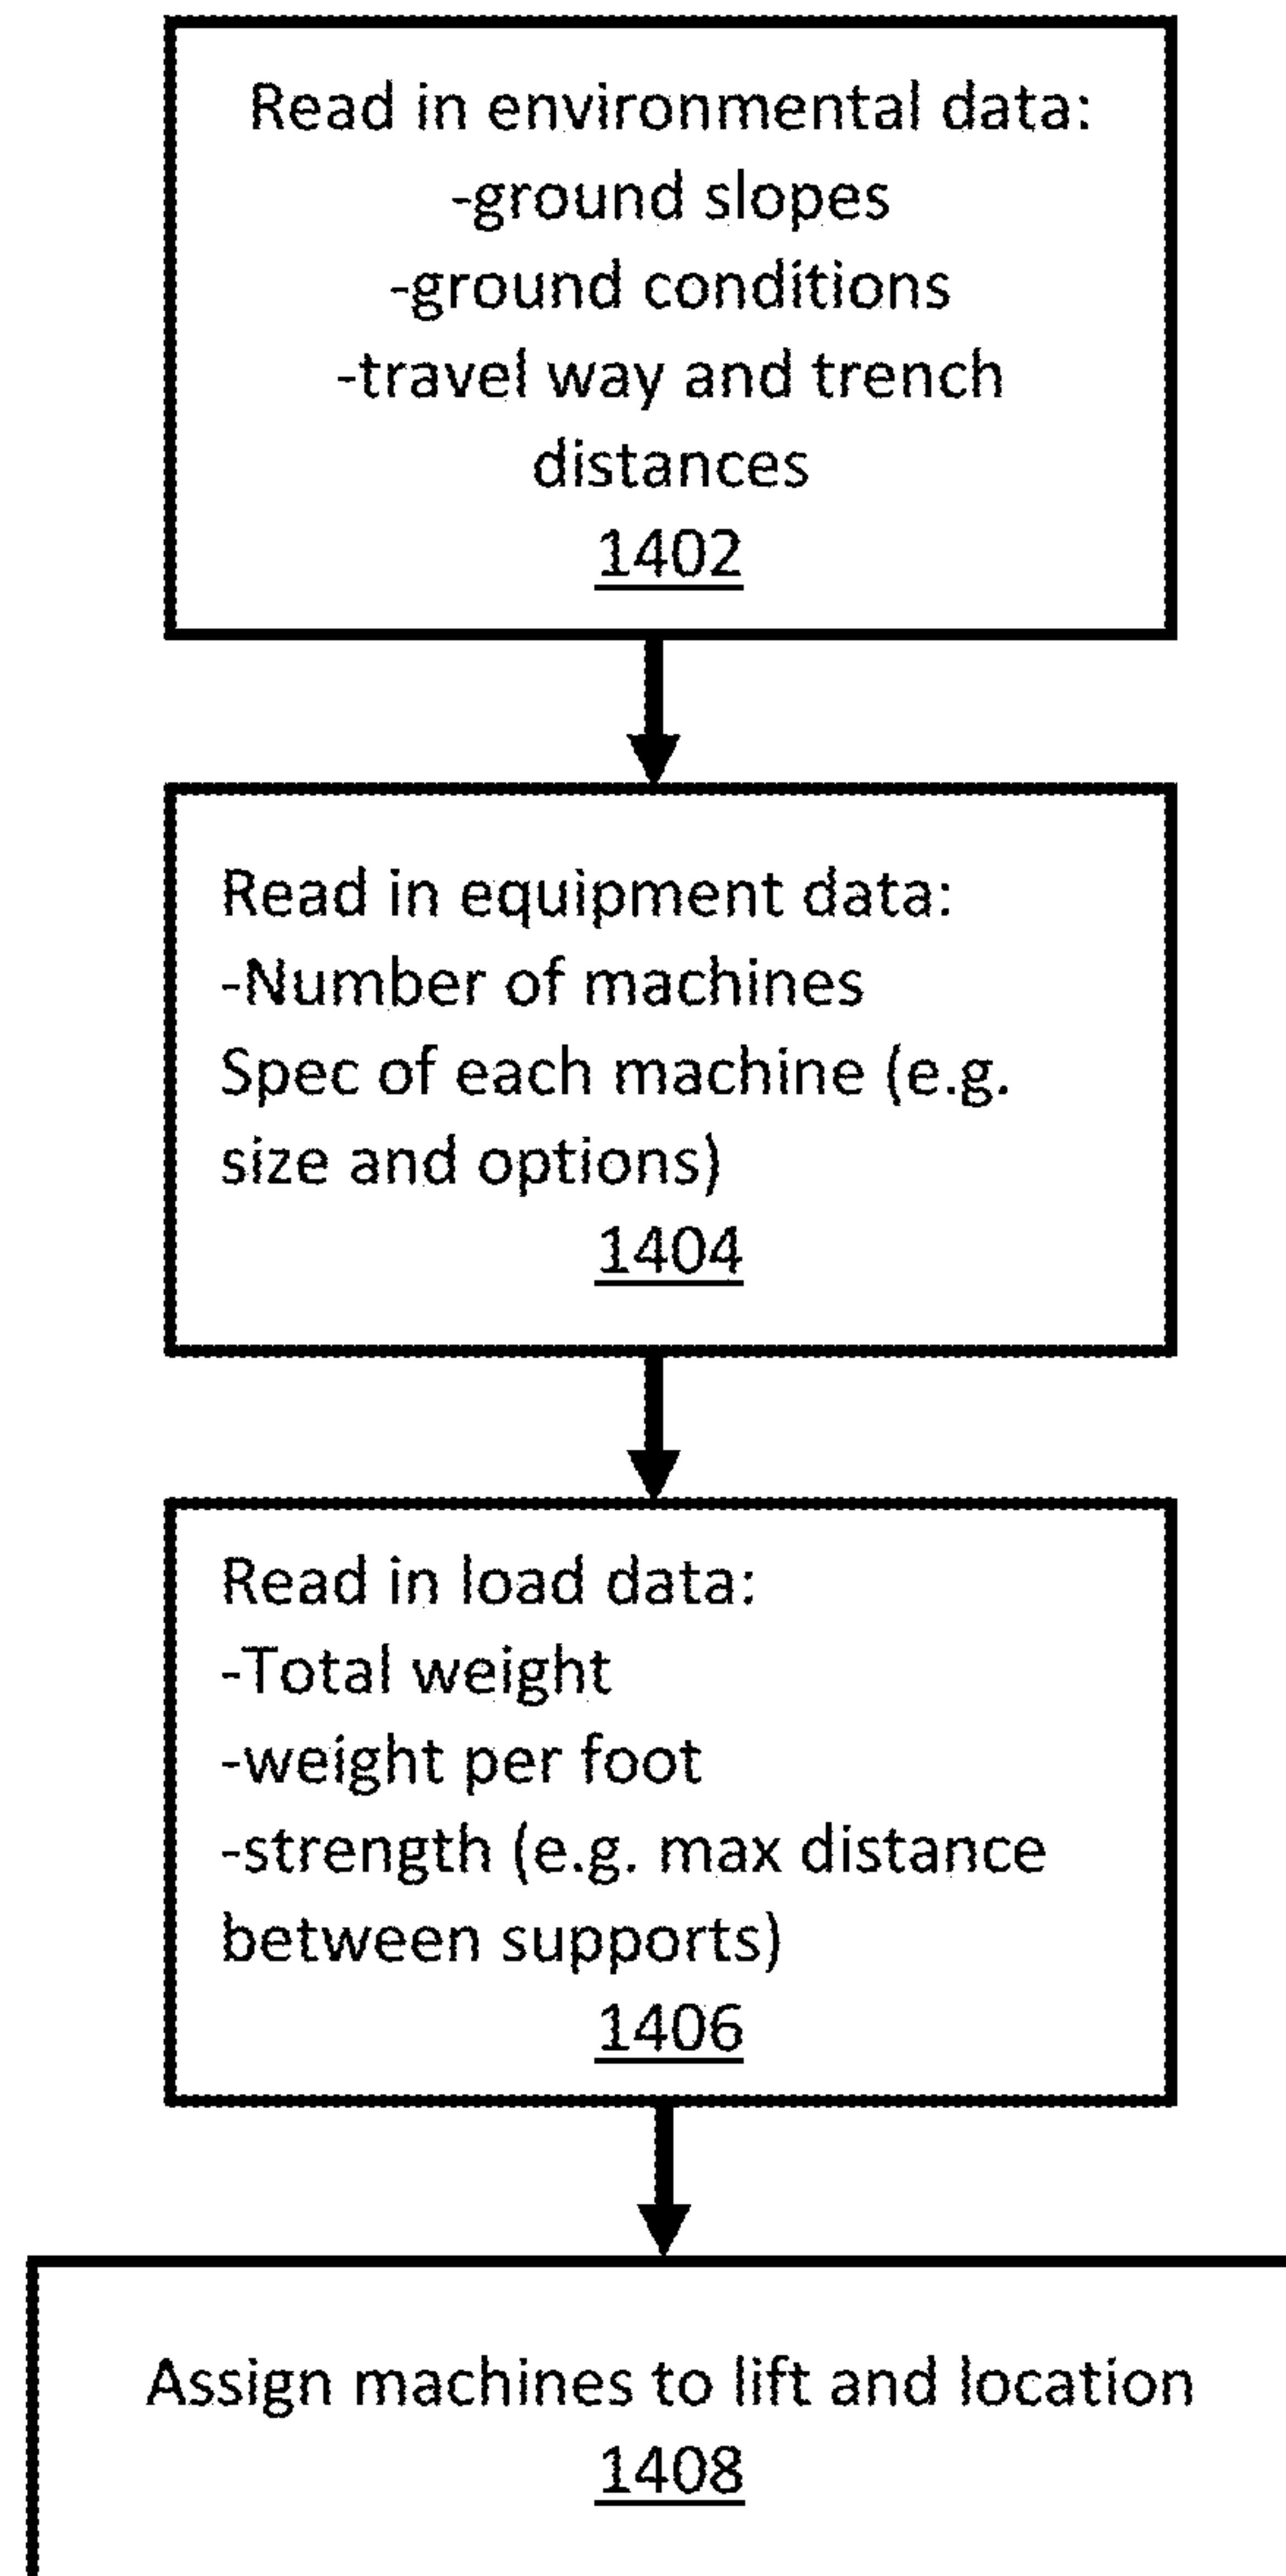 Read in environmental data:
-ground slopes
-ground conditions
-travel way and trench
distances
1402
Read in equipment data:
-Number of machines
Spec of each machine (e.g.
size and options)
1404
Read in load data:
-Total weight
-weight per foot
-strength (e.g. max distance
between supports)
1406
Assign machines to lift and location
1408